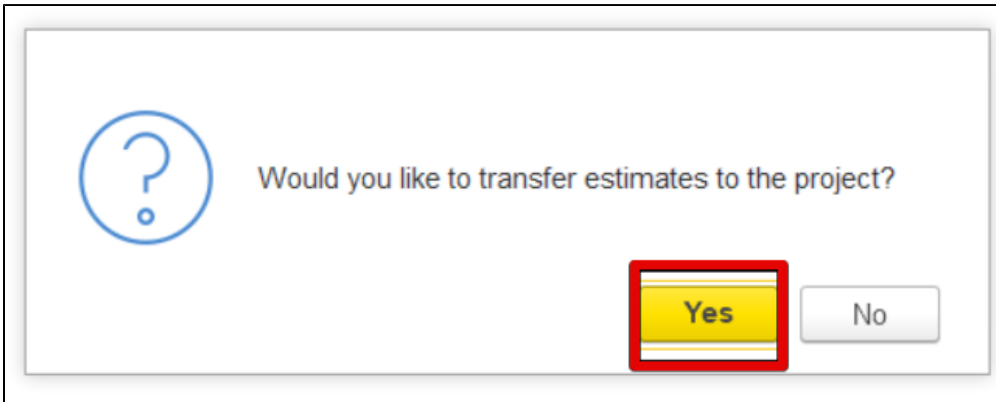 Would you like to transfer estimates to the project?
Yes No